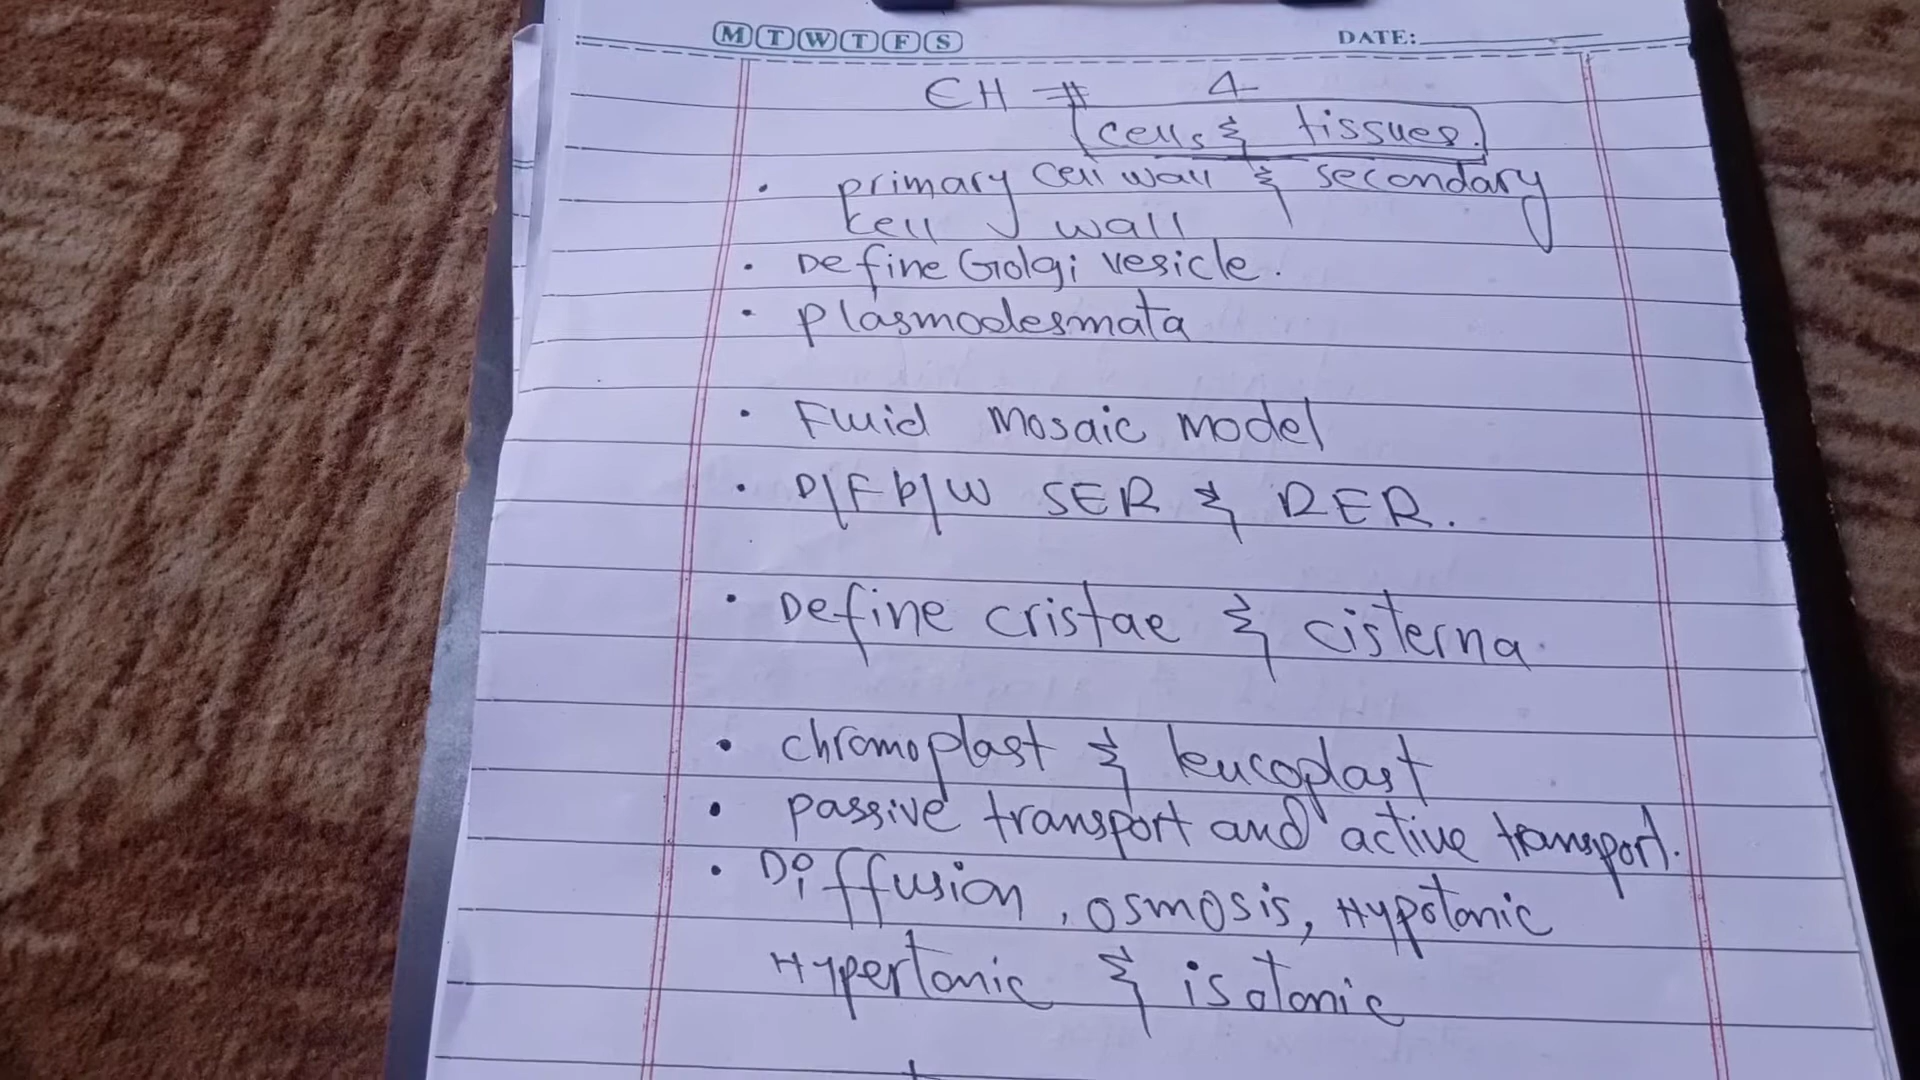 M T W T F S DATE:
CH # 4
cells & tissues.
• primary cell wall & secondary
cell wall
• Define Golgi vesicle.
• plasmodesmata
• Fluid Mosaic model
• D/F b/w SER & RER.
• Define cristae & cisterna.
• chromoplast & leucoplast
• passive transport and active transport.
• Diffusion, osmosis, Hypotonic
Hypertonic & isotonic